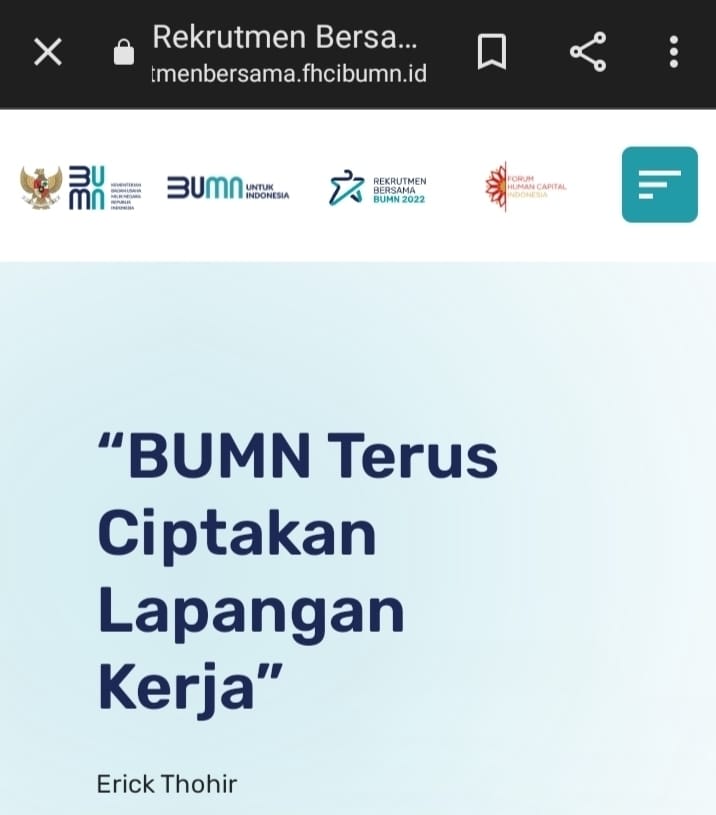 Rekrutmen Bersa...
tmenbersama.fhcibumn.id
BUMN
KEMENTERIAN
BADAN USAHA
MILIK NEGARA
REPUBLIK
INDONESIA
BUMN UNTUK
INDONESIA
REKRUTMEN
BERSAMA
BUMN 2022
FORUM
HUMAN CAPITAL
INDONESIA
“BUMN Terus
Ciptakan
Lapangan
Kerja”
Erick Thohir